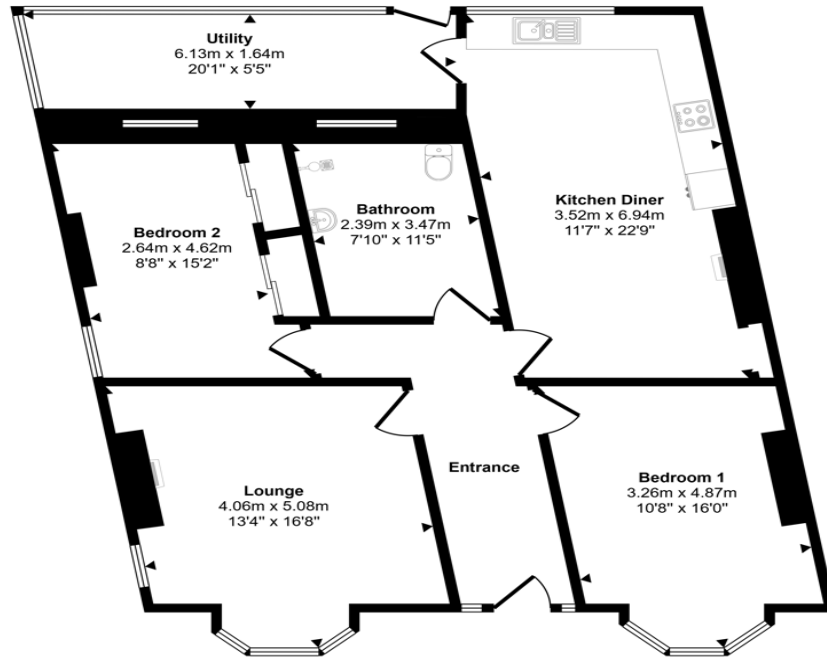 Utility
6.13m x 1.64m
20'1" x 5'5"
Kitchen Diner
3.52m x 6.94m
11'7" x 22'9"
Bathroom
2.39m x 3.47m
7'10" x 11'5"
Bedroom 2
2.64m x 4.62m
8'8" x 15'2"
Entrance
Lounge
4.06m x 5.08m
13'4" x 16'8"
Bedroom 1
3.26m x 4.87m
10'8" x 16'0"